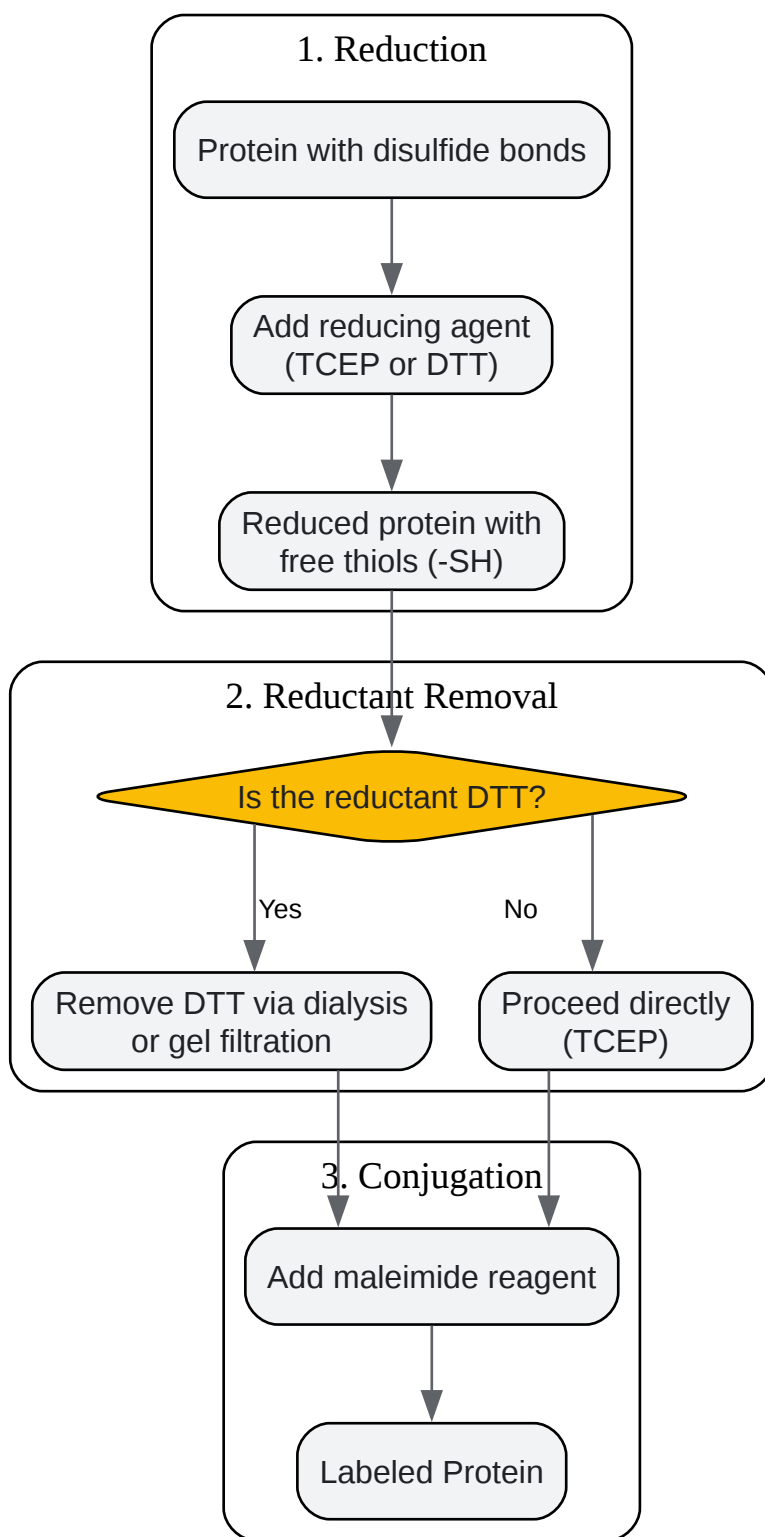 1. Reduction
Protein with disulfide bonds
Add reducing agent
(TCEP or DTT)
Reduced protein with
free thiols (-SH)
2. Reductant Removal
Is the reductant DTT?
Yes
No
Remove DTT via dialysis
or gel filtration
Proceed directly
(TCEP)
3. Conjugation
Add maleimide reagent
Labeled Protein